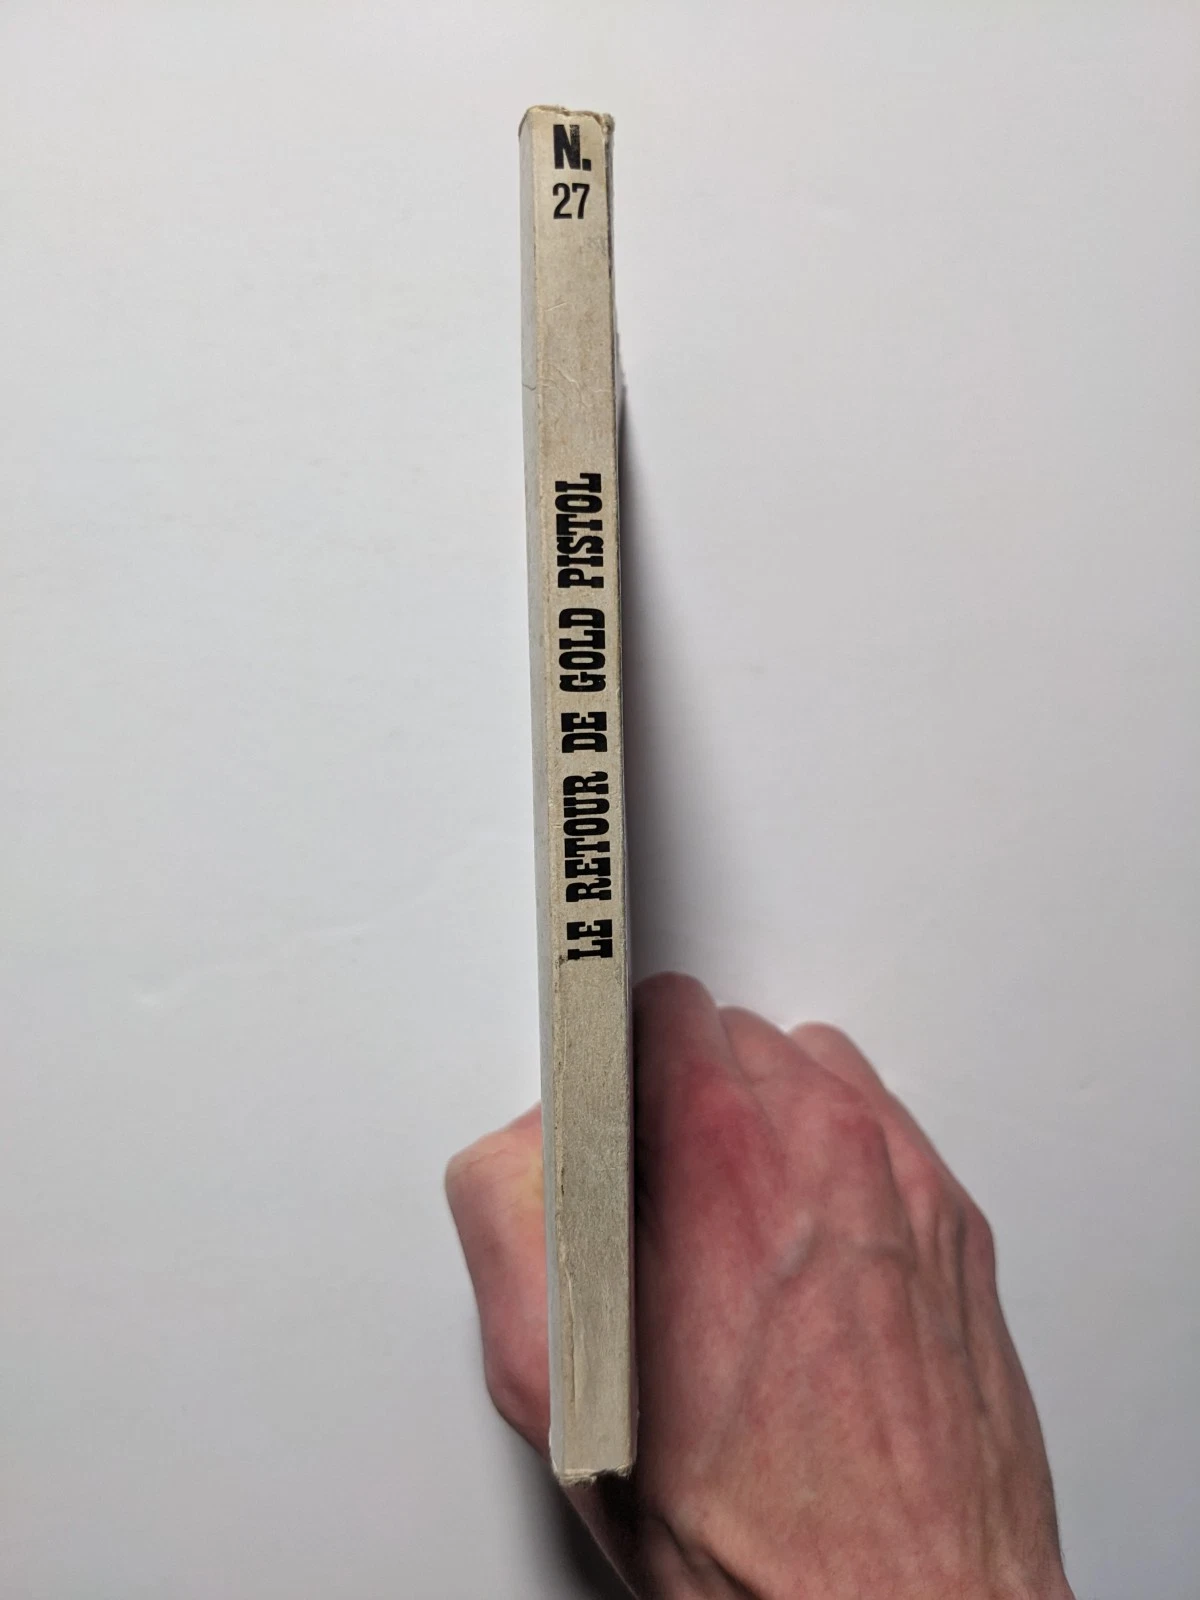 N.
27
LE RETOUR DE GOLD PISTOL